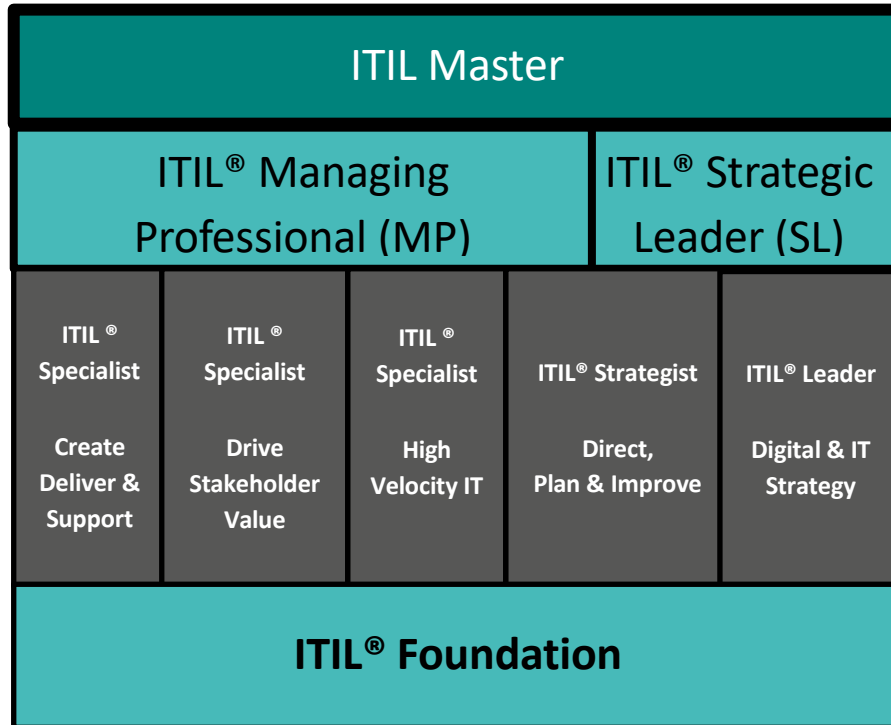 ITIL Master
ITIL® Managing
Professional (MP)
ITIL® Strategic
Leader (SL)
ITIL ®
Specialist
Create
Deliver &
Support
ITIL ®
Specialist
Drive
Stakeholder
Value
ITIL ®
Specialist
High
Velocity IT
ITIL® Strategist
Direct,
Plan & Improve
ITIL® Leader
Digital & IT
Strategy
ITIL® Foundation